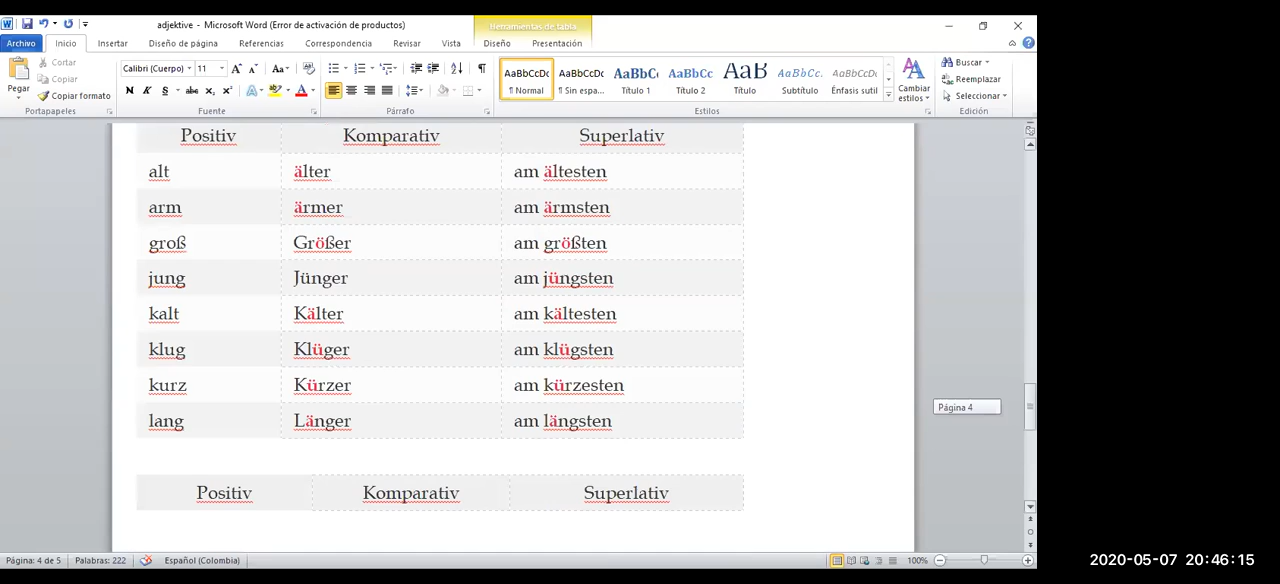 adjektive - Microsoft Word (Error de activación de productos)
Herramientas de tabla
Archivo Inicio Insertar Diseño de página Referencias Correspondencia Revisar Vista Diseño Presentación
Pegar
Cortar
Copiar
Copiar formato
Portapapeles
Calibri (Cuerpo) 11
Fuente
Párrafo
AaBbCcDc AaBbCcDc AaBbC AaBbCc AaB AaBbCc. AaBbCcDc
¶ Normal ¶ Sin espa... Título 1 Título 2 Título Subtítulo Énfasis sutil
Cambiar estilos
Estilos
Buscar
Reemplazar
Seleccionar
Edición
Positiv Komparativ Superlativ
alt älter am ältesten
arm ärmer am ärmsten
groß Größer am größten
jung Jünger am jüngsten
kalt Kälter am kältesten
klug Klüger am klügsten
kurz Kürzer am kürzesten
lang Länger am längsten
Página 4
Positiv Komparativ Superlativ
Página: 4 de 5 Palabras: 222 Español (Colombia) 100%
2020-05-07 20:46:15